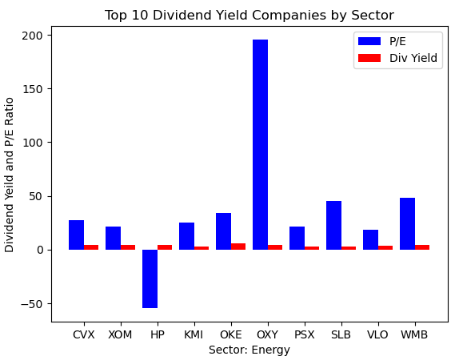 Top 10 Dividend Yield Companies by Sector
P/E
Div Yield
Dividend Yeild and P/E Ratio
200
150
100
50
0
−50
CVX XOM HP KMI OKE OXY PSX SLB VLO WMB
Sector: Energy